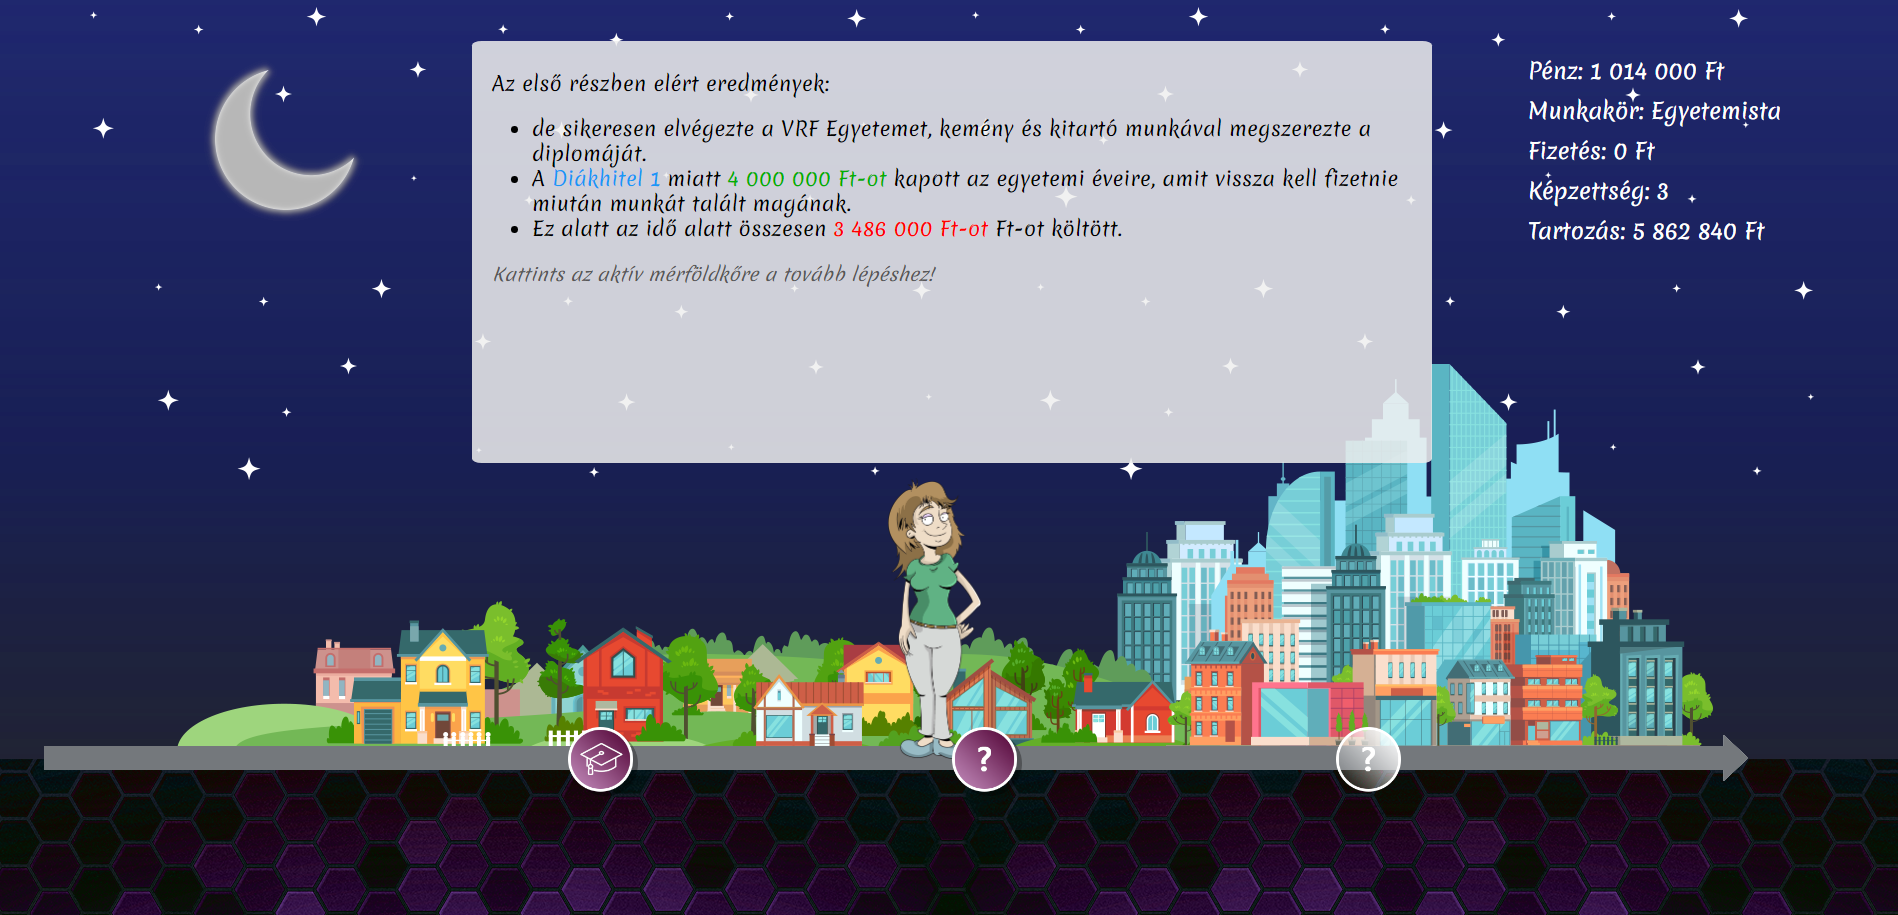 Az első részben elért eredmények:
• de sikeresen elvégezte a VRF Egyetemet, kemény és kitartó munkával megszerezte a
diplomáját.
• A Diákhitel 1 miatt 4 000 000 Ft-ot kapott az egyetemi éveire, amit vissza kell fizetnie
miután munkát talált magának.
• Ez alatt az idő alatt összesen 3 486 000 Ft-ot Ft-ot költött.
Kattints az aktív mérföldkőre a tovább lépéshez!
Pénz: 1 014 000 Ft
Munkakör: Egyetemista
Fizetés: 0 Ft
Képzettség: 3
Tartozás: 5 862 840 Ft
? ?